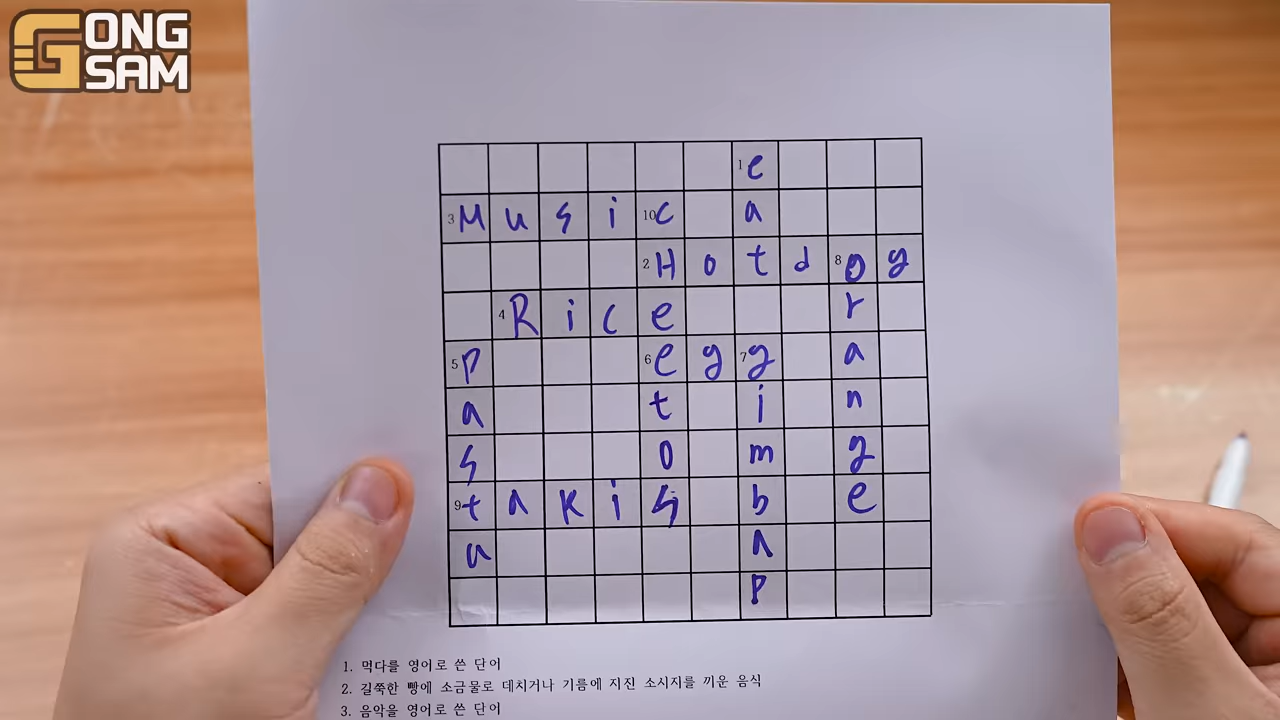 GONG
SAM
1 e
3 M u s i 10 c a
2 H o t d 8 o g
4 R i c e r
5 p 6 e g 7 g a
a t i n
s o m g
9 t a k i s b e
a a
p
1. 먹다를 영어로 쓴 단어
2. 길쭉한 빵에 소금물로 데치거나 기름에 지진 소시지를 끼운 음식
3. 음악을 영어로 쓴 단어